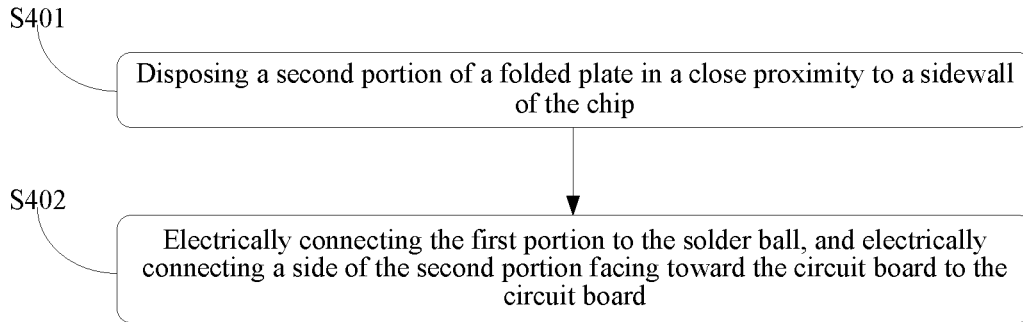 S401
Disposing a second portion of a folded plate in a close proximity to a sidewall
of the chip
S402
Electrically connecting the first portion to the solder ball, and electrically
connecting a side of the second portion facing toward the circuit board to the
circuit board